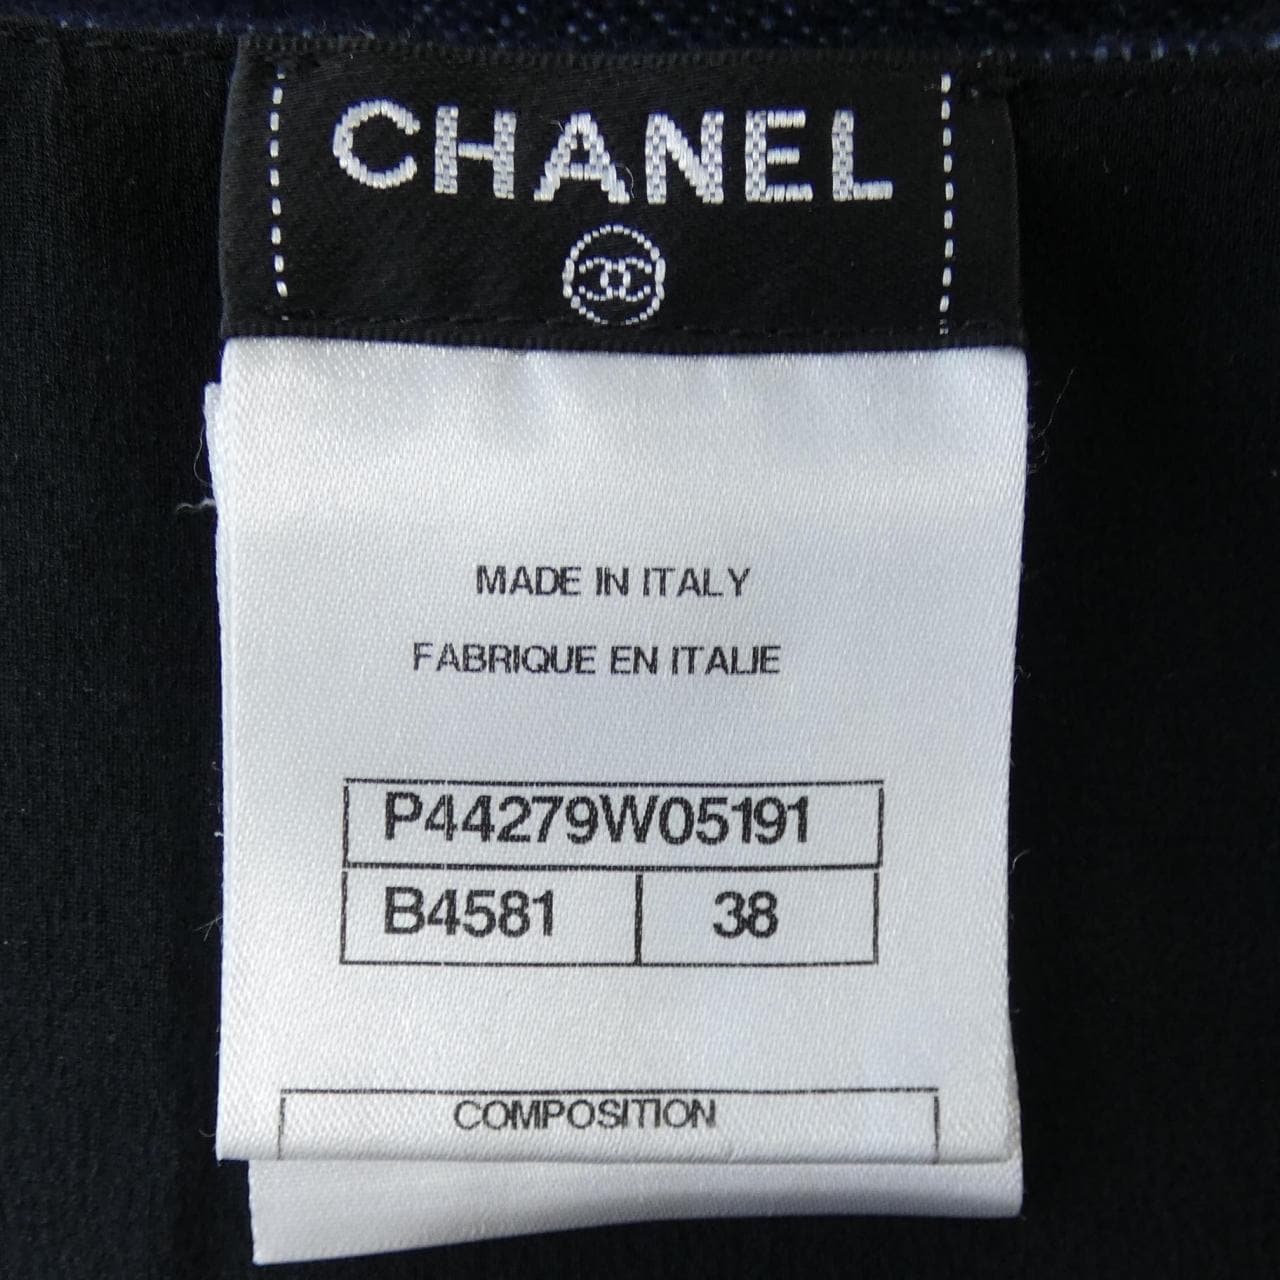 CHANEL
MADE IN ITALY
FABRIQUE EN ITALIE
P44279W05191
B4581 38
COMPOSITION